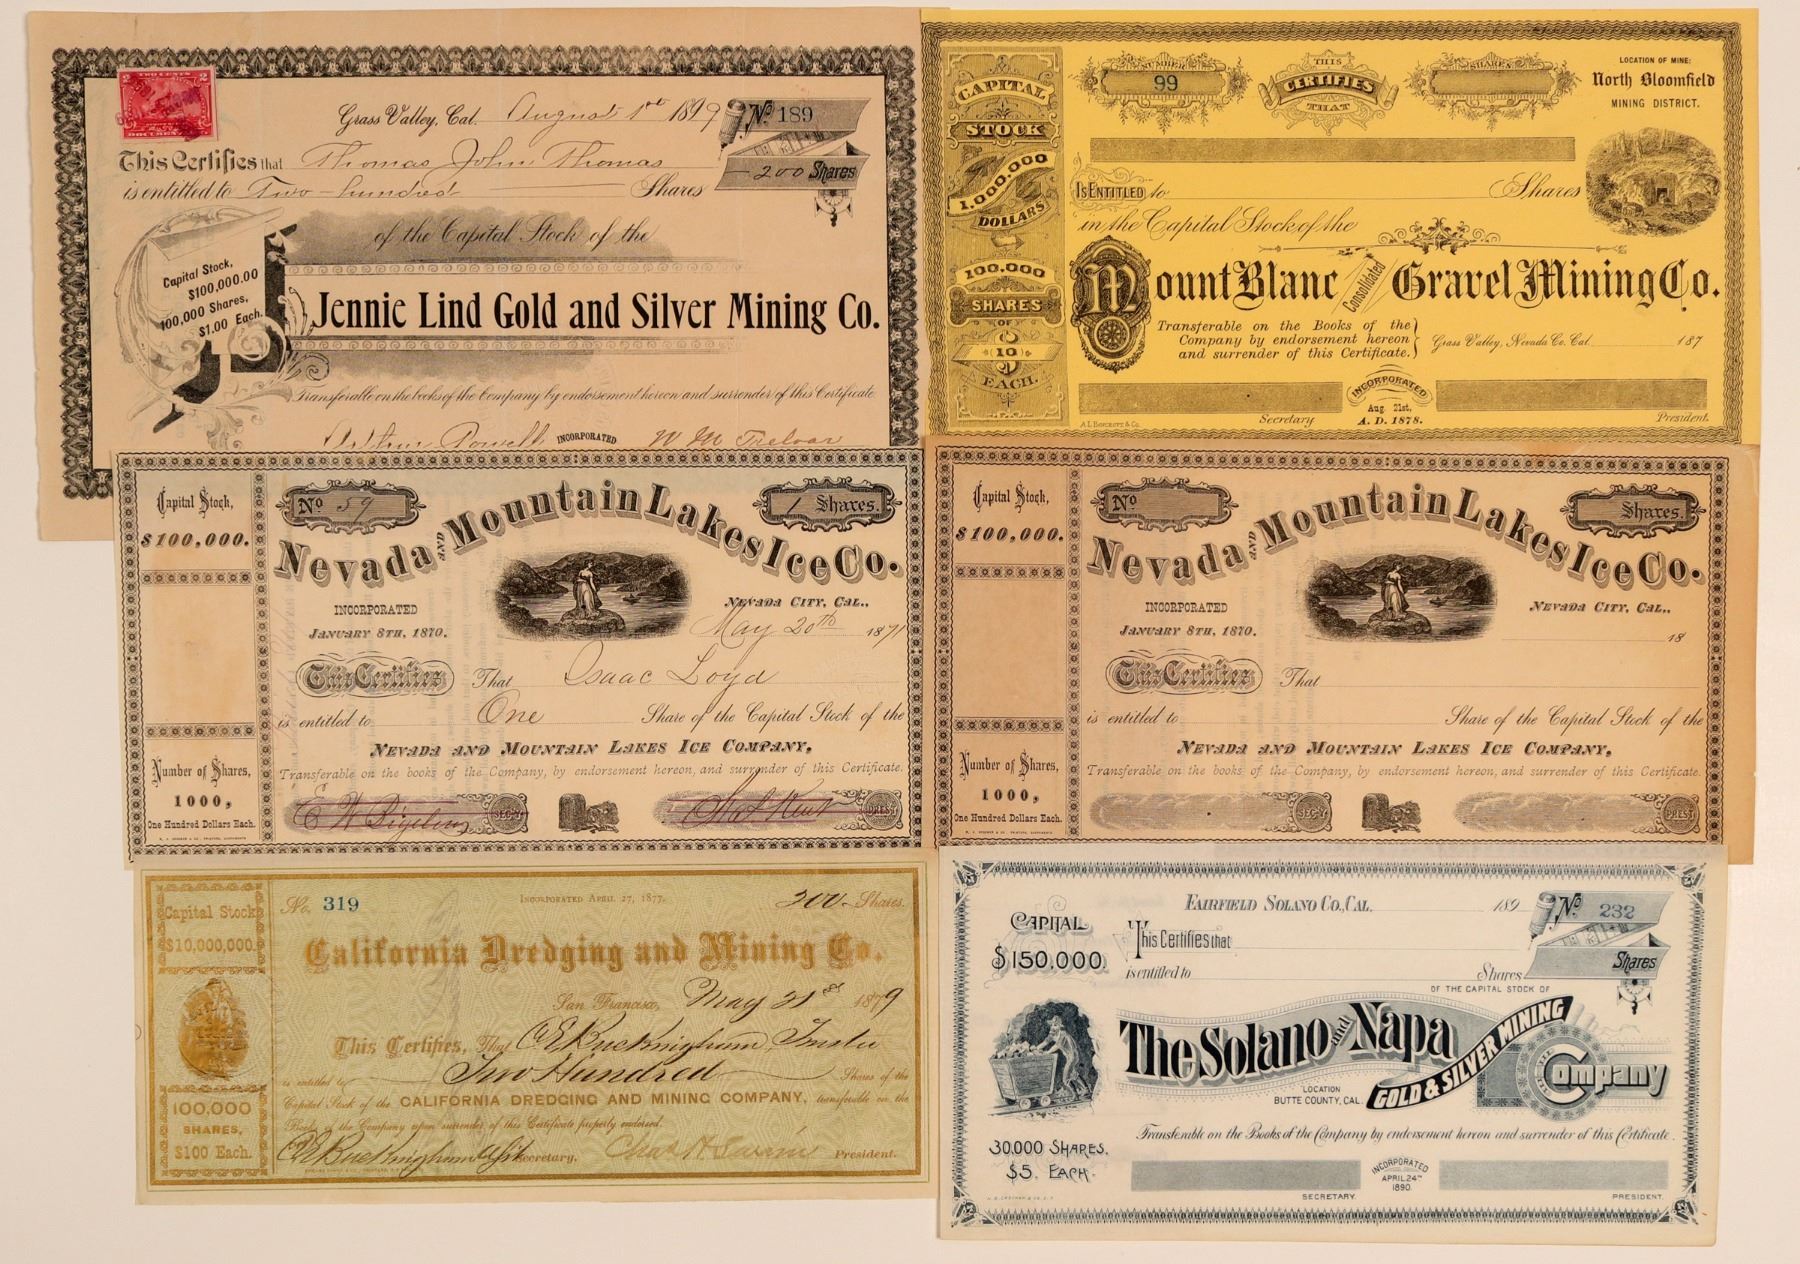 TWO CENTS
2 2
DOCUMENTARY
Grass Valley, Cal. August 1st 1899
No. 189
This Certifies that Thomas John Thomas
200 Shares
is entitled to Two hundred Shares
of the Capital Stock of the
Capital Stock,
$100,000.00
100,000 Shares,
$1.00 Each.
Jennie Lind Gold and Silver Mining Co.
Transferable on the books of the Company by endorsement hereon and surrender of this Certificate
Arthur Powell INCORPORATED W M Treloar
CAPITAL
STOCK
1,000,000
DOLLARS
100,000
SHARES
OF
10
EACH.
NUMBER
99
THIS
CERTIFIES
THAT
SHARES
LOCATION OF MINE:
North Bloomfield
MINING DISTRICT.
IS ENTITLED to Shares
in the Capital Stock of the
Mount Blanc Consolidated Gravel Mining Co.
Transferable on the Books of the
Company by endorsement hereon
and surrender of this Certificate.
Grass Valley, Nevada Co. Cal. 187
INCORPORATED
Aug. 21st,
A. D. 1878.
Secretary
President.
Capital Stock,
$100,000.
Number of Shares,
1000,
One Hundred Dollars Each.
No 59
1 Shares.
Nevada AND Mountain Lakes Ice Co.
INCORPORATED
JANUARY 8TH, 1870.
NEVADA CITY, CAL.,
May 20th 1871
This Certifies That Isaac Loyd
is entitled to One Share of the Capital Stock of the
NEVADA AND MOUNTAIN LAKES ICE COMPANY,
Transferable on the books of the Company, by endorsement hereon, and surrender of this Certificate.
E W Bigelow SEC'Y
PREST
Capital Stock,
$100,000.
Number of Shares,
1000,
One Hundred Dollars Each.
No
Shares.
Nevada AND Mountain Lakes Ice Co.
INCORPORATED
JANUARY 8TH, 1870.
NEVADA CITY, CAL.,
18
This Certifies That
is entitled to Share of the Capital Stock of the
NEVADA AND MOUNTAIN LAKES ICE COMPANY,
Transferable on the books of the Company, by endorsement hereon, and surrender of this Certificate.
SEC'Y
PREST
Capital Stock
$10,000,000.
100,000
SHARES,
$100 Each.
No. 319
INCORPORATED APRIL 27, 1877.
200 Shares.
California Dredging and Mining Co.
San Francisco, May 21st 1879
This Certifies, That C E Buckingham, Trustee
is entitled to Two Hundred Shares of the
Capital Stock of the CALIFORNIA DREDGING AND MINING COMPANY, transferable on the
Books of the Company upon surrender of this Certificate properly endorsed.
C E Buckingham Asst Secretary.
President.
CAPITAL
$150,000.
30,000 SHARES.
$5. EACH.
FAIRFIELD SOLANO CO., CAL. 189
No. 232
This Certifies that
is entitled to Shares
Shares
OF THE CAPITAL STOCK OF
The Solano and Napa
GOLD & SILVER MINING
Company
LOCATION
BUTTE COUNTY, CAL.
Transferable on the Books of the Company by endorsement hereon and surrender of this Certificate.
INCORPORATED
APRIL 24TH
1890.
SECRETARY.
PRESIDENT.